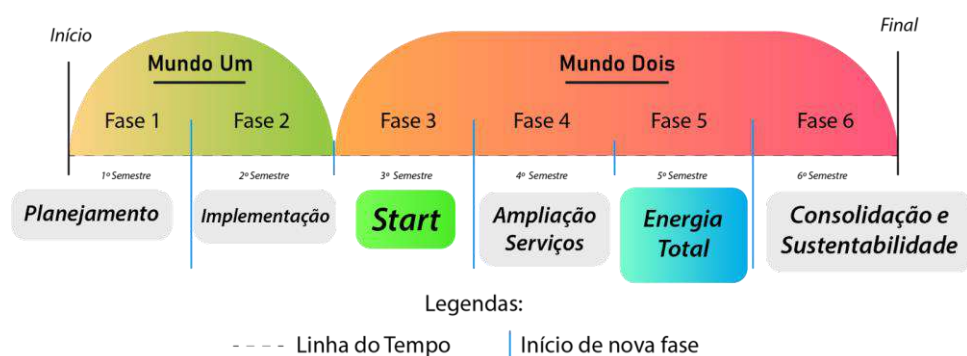 Início
Final
Mundo Um
Mundo Dois
Fase 1
Fase 2
Fase 3
Fase 4
Fase 5
Fase 6
1º Semestre
2º Semestre
3º Semestre
4º Semestre
5º Semestre
6º Semestre
Planejamento
Implementação
Start
Ampliação
Serviços
Energia
Total
Consolidação e
Sustentabilidade
Legendas:
Linha do Tempo
Início de nova fase